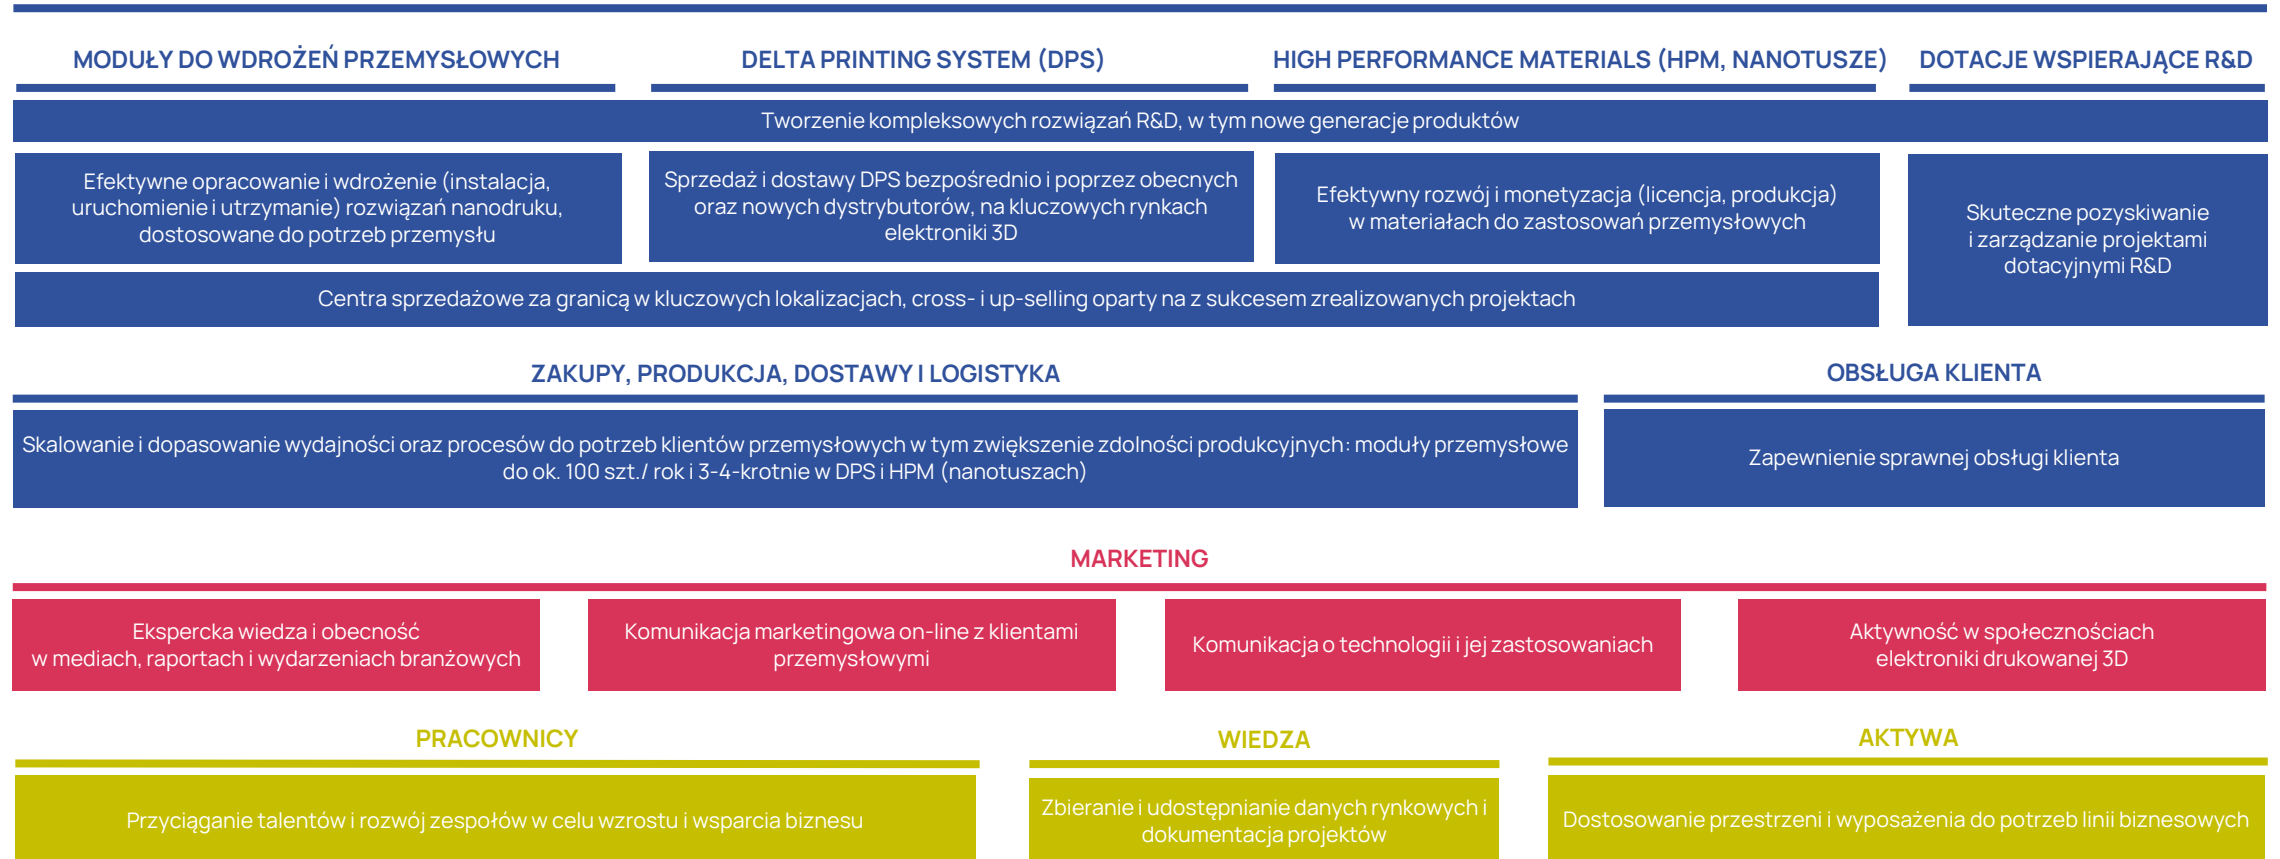 MODUŁY DO WDROŻEŃ PRZEMYSŁOWYCH
DELTA PRINTING SYSTEM (DPS)
HIGH PERFORMANCE MATERIALS (HPM, NANOTUSZE)
DOTACJE WSPIERAJĄCE R&D
Tworzenie kompleksowych rozwiązań R&D, w tym nowe generacje produktów
Efektywne opracowanie i wdrożenie (instalacja,
uruchomienie i utrzymanie) rozwiązań nanodruku,
dostosowane do potrzeb przemysłu
Sprzedaż i dostawy DPS bezpośrednio i poprzez obecnych
oraz nowych dystrybutorów, na kluczowych rynkach
elektroniki 3D
Efektywny rozwój i monetyzacja (licencja, produkcja)
w materiałach do zastosowań przemysłowych
Skuteczne pozyskiwanie
i zarządzanie projektami
dotacyjnymi R&D
Centra sprzedażowe za granicą w kluczowych lokalizacjach, cross- i up-selling oparty na z sukcesem zrealizowanych projektach
ZAKUPY, PRODUKCJA, DOSTAWY I LOGISTYKA
OBSŁUGA KLIENTA
Skalowanie i dopasowanie wydajności oraz procesów do potrzeb klientów przemysłowych w tym zwiększenie zdolności produkcyjnych: moduły przemysłowe
do ok. 100 szt./ rok i 3-4-krotnie w DPS i HPM (nanotuszach)
Zapewnienie sprawnej obsługi klienta
MARKETING
Ekspercka wiedza i obecność
w mediach, raportach i wydarzeniach branżowych
Komunikacja marketingowa on-line z klientami
przemysłowymi
Komunikacja o technologii i jej zastosowaniach
Aktywność w społecznościach
elektroniki drukowanej 3D
PRACOWNICY
WIEDZA
AKTYWA
Przyciąganie talentów i rozwój zespołów w celu wzrostu i wsparcia biznesu
Zbieranie i udostępnianie danych rynkowych i
dokumentacja projektów
Dostosowanie przestrzeni i wyposażenia do potrzeb linii biznesowych